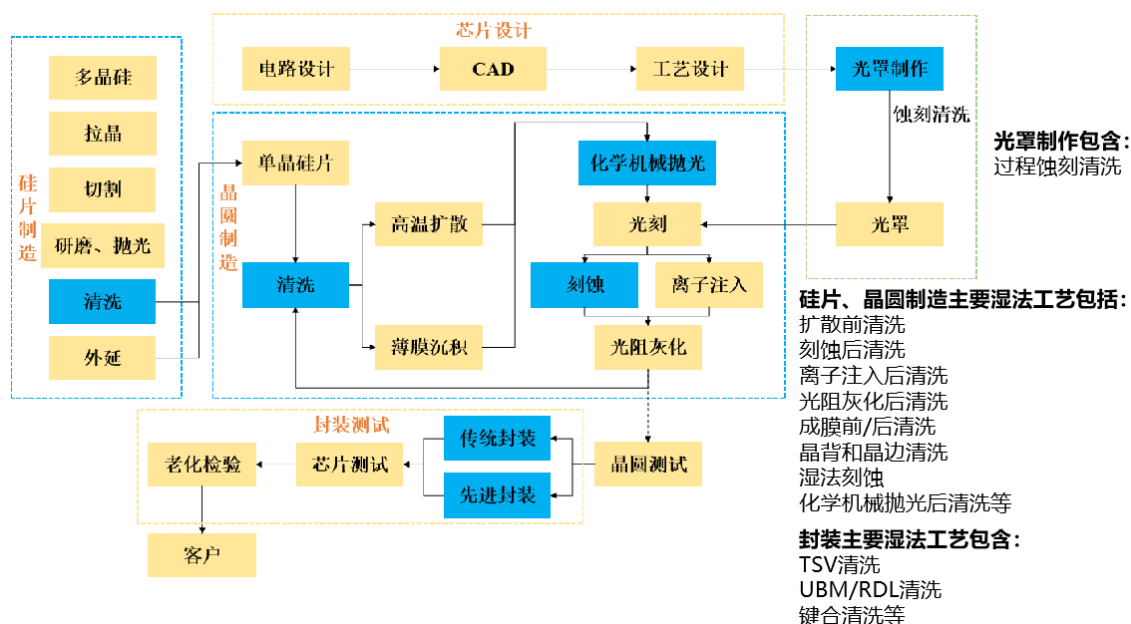 芯片设计
电路设计
CAD
工艺设计
光罩制作
蚀刻清洗
光罩
光罩制作包含：
过程蚀刻清洗
硅片制造
多晶硅
拉晶
切割
研磨、抛光
清洗
外延
晶圆制造
单晶硅片
清洗
高温扩散
薄膜沉积
化学机械抛光
光刻
刻蚀
离子注入
光阻灰化
硅片、晶圆制造主要湿法工艺包括：
扩散前清洗
刻蚀后清洗
离子注入后清洗
光阻灰化后清洗
成膜前/后清洗
晶背和晶边清洗
湿法刻蚀
化学机械抛光后清洗等
封装测试
传统封装
先进封装
晶圆测试
芯片测试
老化检验
客户
封装主要湿法工艺包含：
TSV清洗
UBM/RDL清洗
键合清洗等